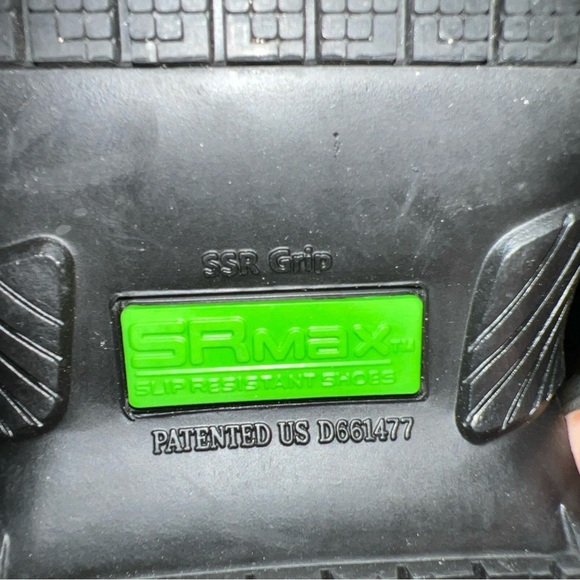 SSR Grip
SRmax™
SLIP RESISTANT SHOES
PATENTED US D661477